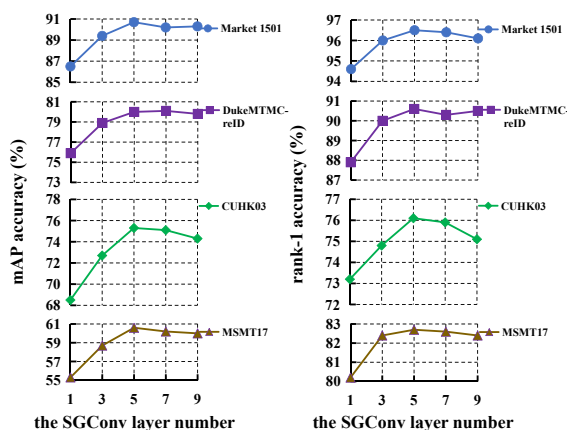 mAP accuracy (%)
91
89
87
85
Market 1501
81
79
77
75
73
DukeMTMC-
reID
78
76
74
72
70
68
CUHK03
61
59
57
55
MSMT17
1 3 5 7 9
the SGConv layer number
rank-1 accuracy (%)
97
96
95
94
Market 1501
91
90
89
88
87
DukeMTMC-
reID
77
76
75
74
73
72
CUHK03
83
82
81
80
MSMT17
1 3 5 7 9
the SGConv layer number